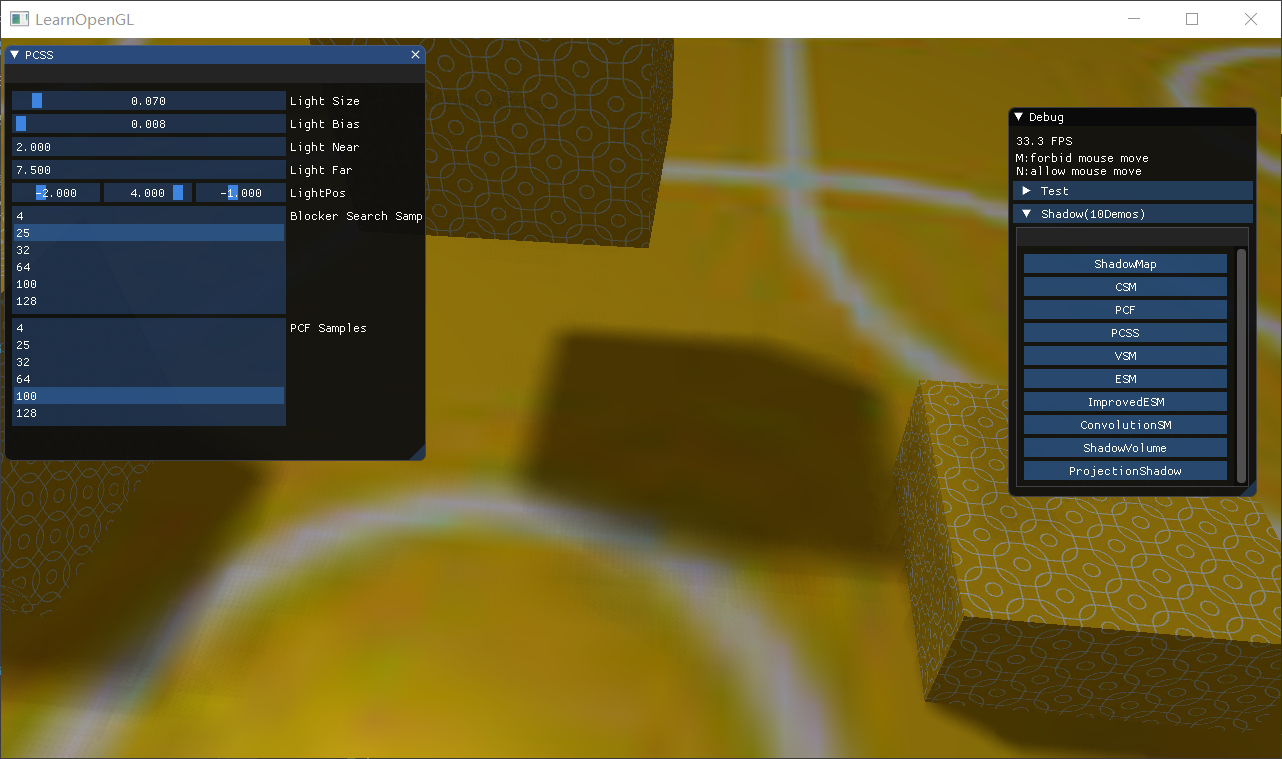 LearnOpenGL
PCSS
0.070 Light Size
0.008 Light Bias
2.000 Light Near
7.500 Light Far
-2.000 4.000 -1.000 LightPos
4 Blocker Search Samp
25
32
64
100
128
4 PCF Samples
25
32
64
100
128
Debug
33.3 FPS
M:forbid mouse move
N:allow mouse move
Test
Shadow(10Demos)
ShadowMap
CSM
PCF
PCSS
VSM
ESM
ImprovedESM
ConvolutionSM
ShadowVolume
ProjectionShadow